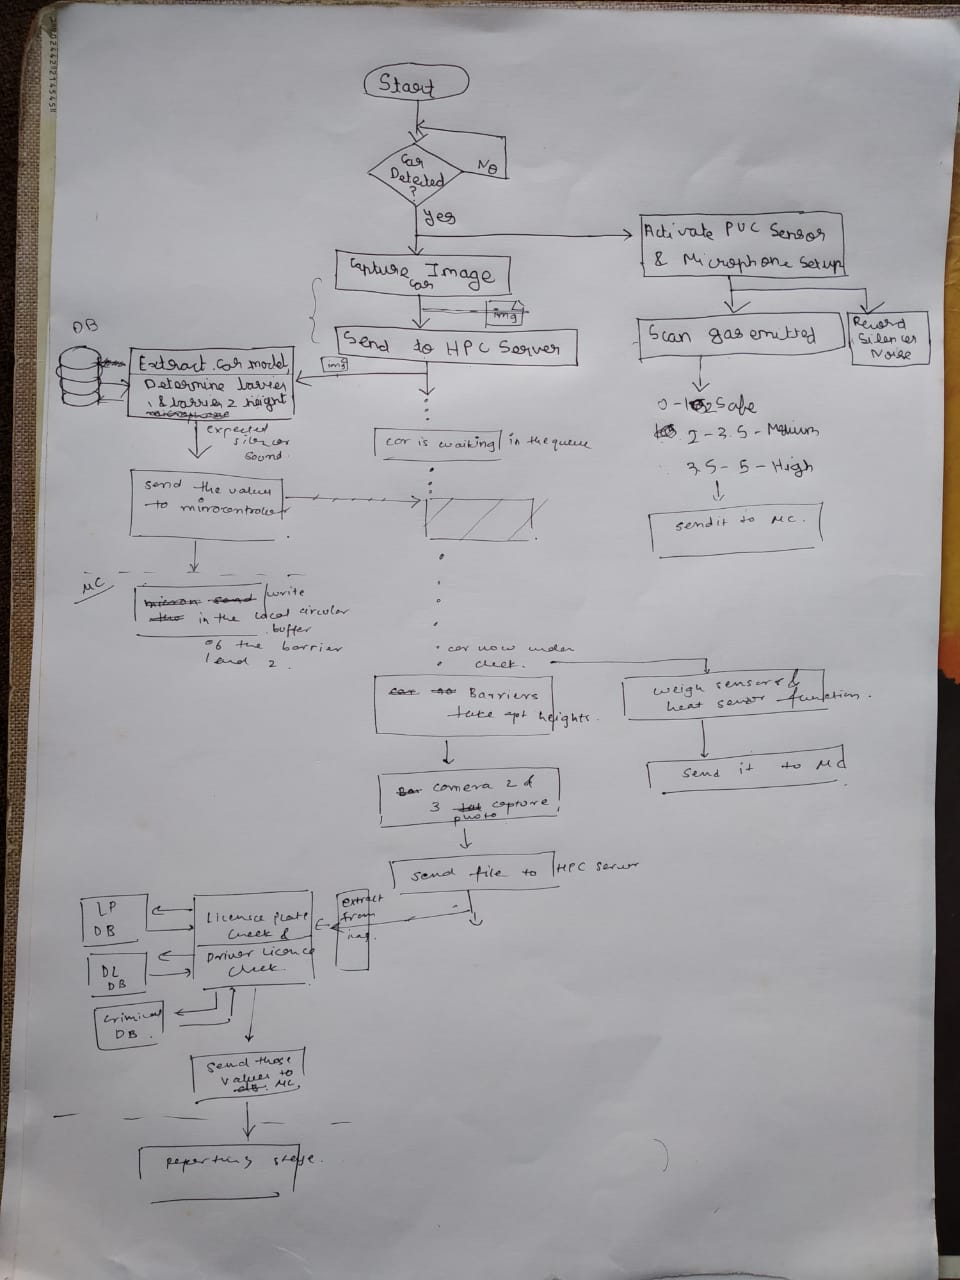 Start
Car
Detected
?
No
Yes
Activate PUC Sensor
& Microphone Setup
Capture Image
Car
img
Send to HPC Server
Scan gas emitted
Record
Silencer
Noise
DB
Extract car model,
Determine barrier
1 & barrier 2 height
img
expected
silencer
sound
0-2 Safe
2-3.5 - Medium
3.5-5 - High
car is waiking in the queue
send the values
to microcontroller
send it to MC.
MC
write
in the local circular
buffer
of the barrier
1 and 2.
car now under
check.
Barriers
take apt heights.
weigh sensors &
heat sensor function.
send it to MC
camera 2 &
3 capture
photo
send file to HPC server
extract
from
img.
LP
DB
Licensce plate
check &
Driver Licence
check.
DL
DB
Criminal
DB.
Send those
values to
MC.
reporting stage.